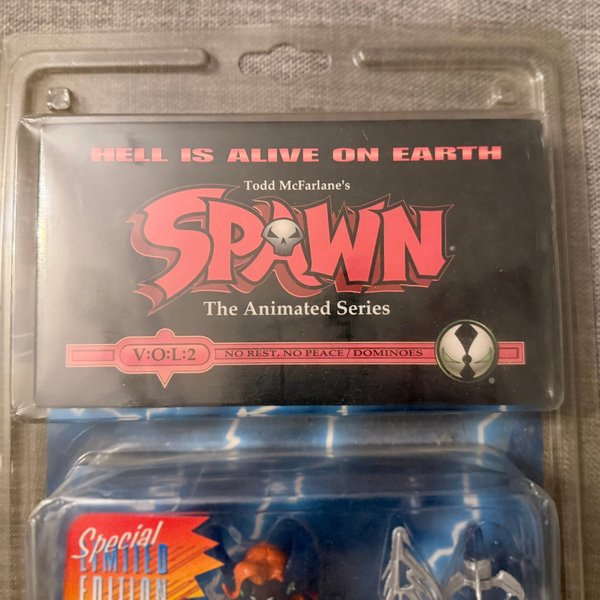 HELL IS ALIVE ON EARTH
Todd McFarlane's
SPAWN®
The Animated Series
V:O:L:2 NO REST, NO PEACE / DOMINOES ®
Special
LIMITED
EDITION